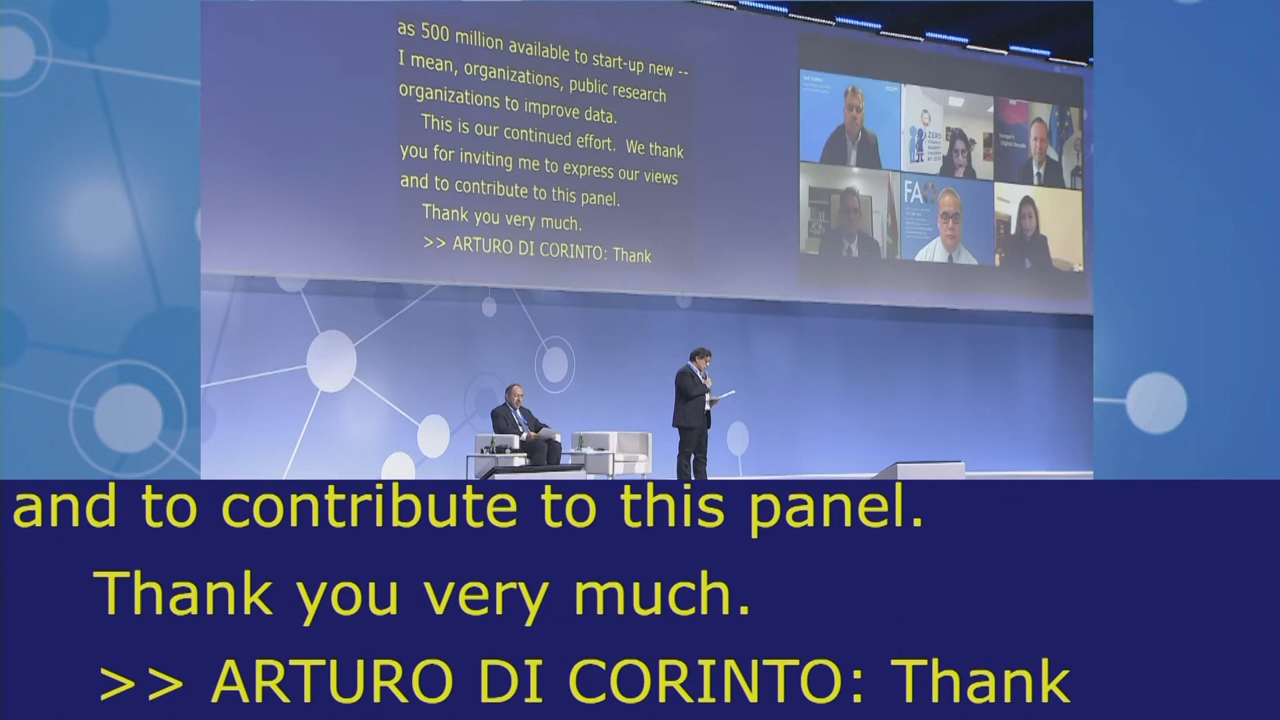 as 500 million available to start-up new --
I mean, organizations, public research
organizations to improve data.
This is our continued effort. We thank
you for inviting me to express our views
and to contribute to this panel.
Thank you very much.
>> ARTURO DI CORINTO: Thank
ZERO
FAO
and to contribute to this panel.
Thank you very much.
>> ARTURO DI CORINTO: Thank